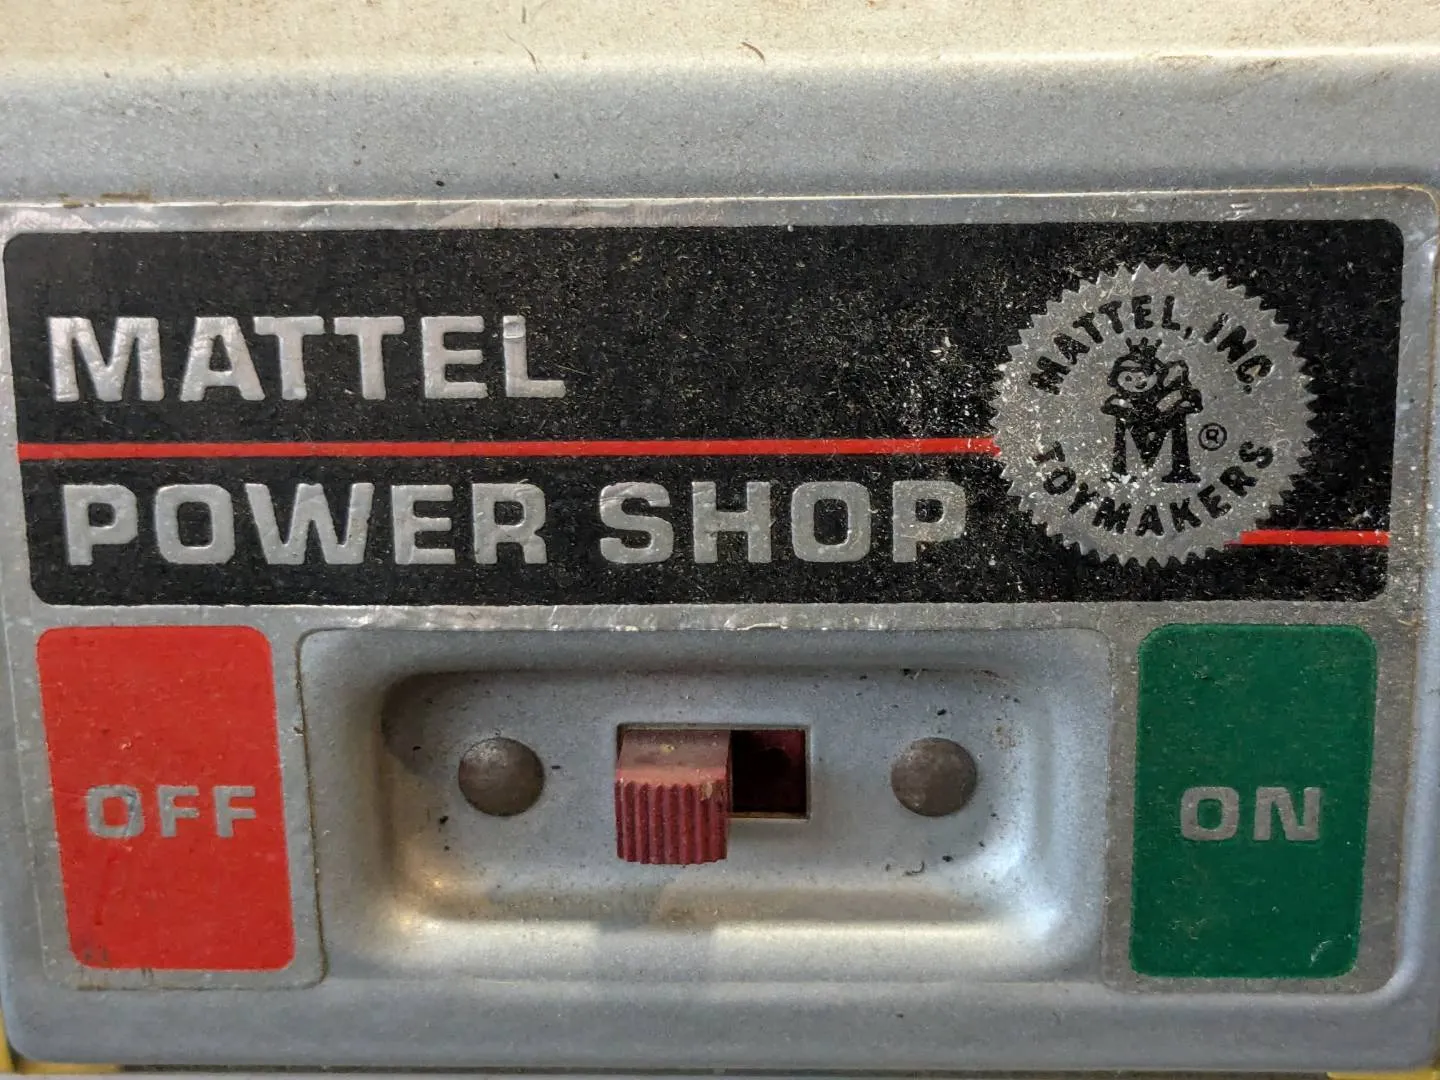 MATTEL
POWER SHOP
MATTEL, INC.
M®
TOYMAKERS
OFF
ON